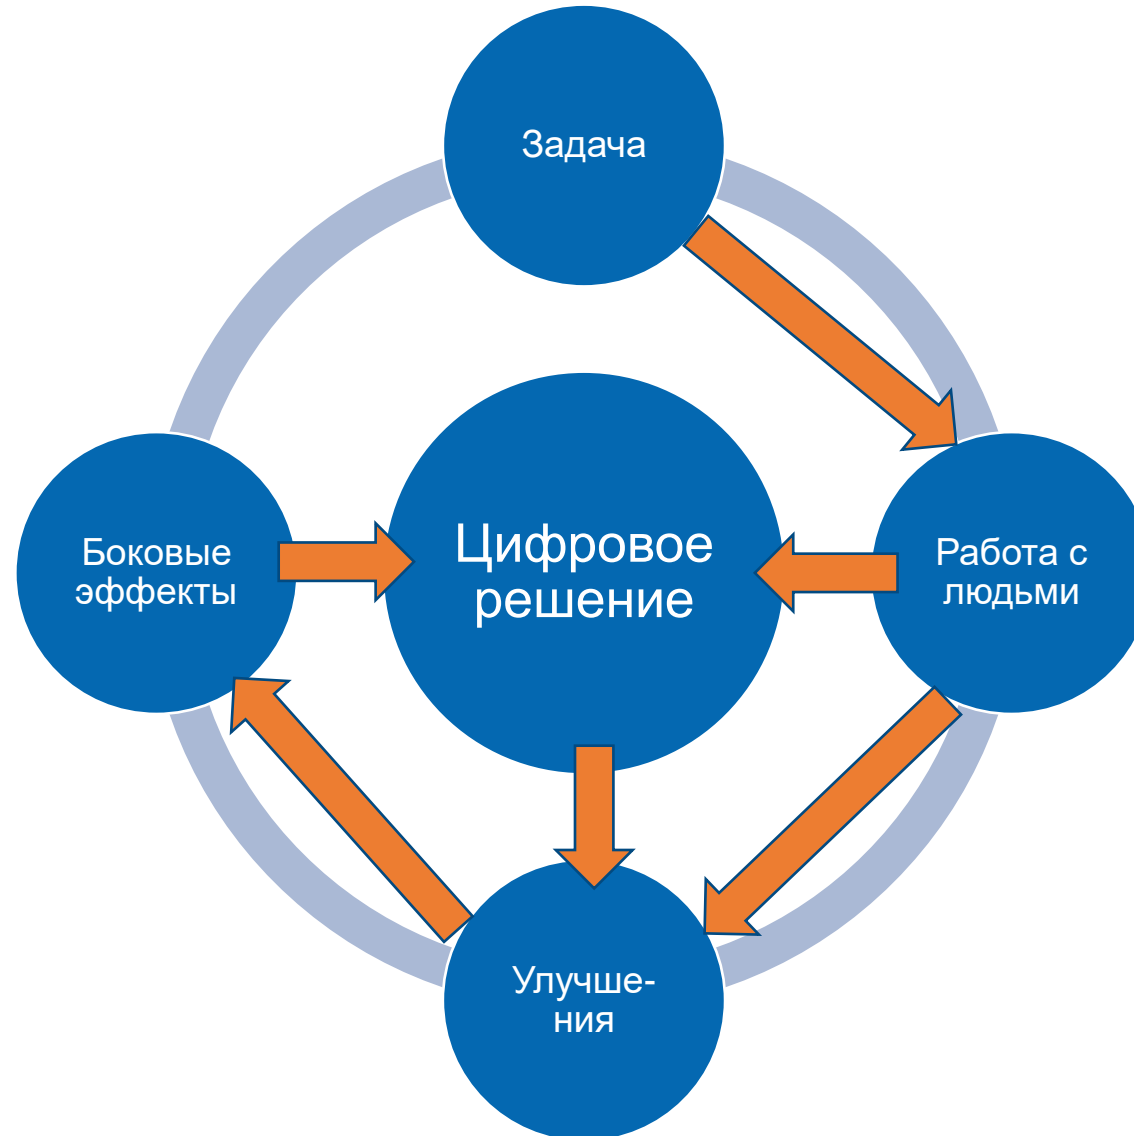 Задача
Боковые
эффекты
Цифровое
решение
Работа с
людьми
Улучше-
ния